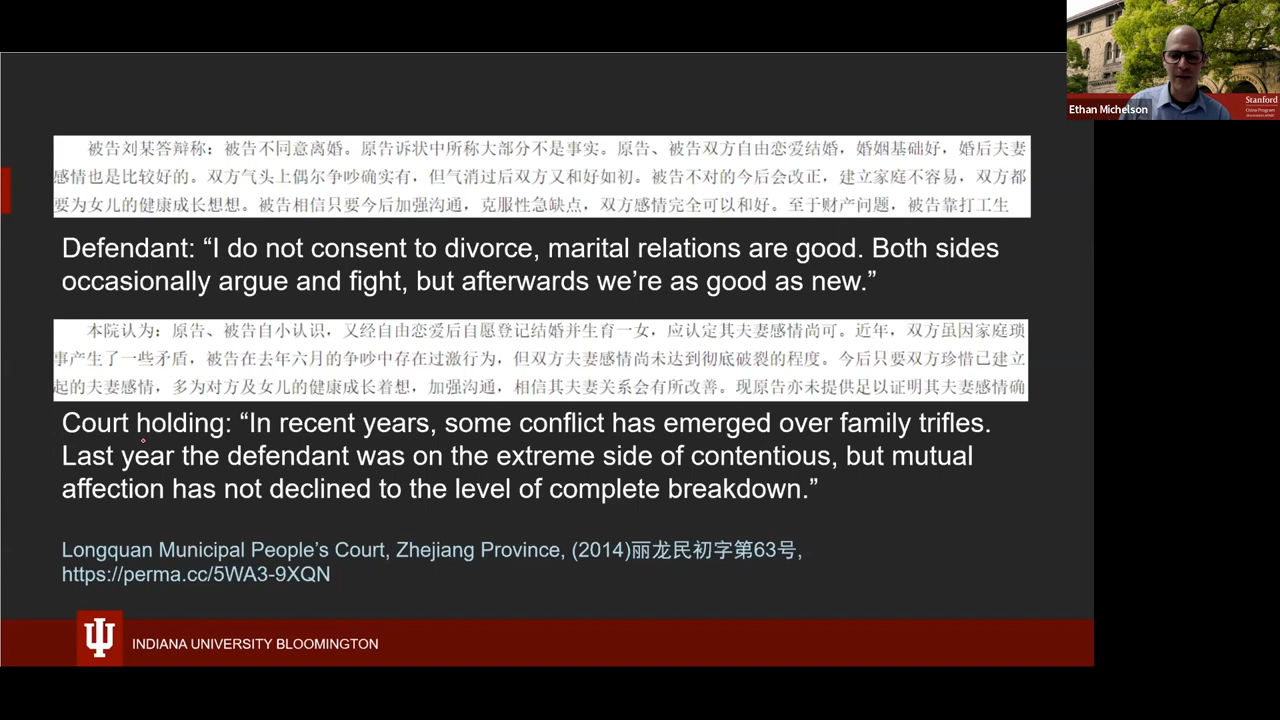 Ethan Michelson
Stanford
China Program
被告刘某答辩称：被告不同意离婚。原告诉状中所称大部分不是事实。原告、被告双方自由恋爱结婚，婚姻基础好，婚后夫妻
感情也是比较好的。双方气头上偶尔争吵确实有，但气消过后双方又和好如初。被告不对的今后会改正，建立家庭不容易，双方都
要为女儿的健康成长想想。被告相信只要今后加强沟通，克服性急缺点，双方感情完全可以和好。至于财产问题，被告靠打工生
Defendant: “I do not consent to divorce, marital relations are good. Both sides
occasionally argue and fight, but afterwards we’re as good as new.”
本院认为：原告、被告自小认识，又经自由恋爱后自愿登记结婚并生育一女，应认定其夫妻感情尚可。近年，双方虽因家庭琐
事产生了一些矛盾，被告在去年六月的争吵中存在过激行为，但双方夫妻感情尚未达到彻底破裂的程度。今后只要双方珍惜已建立
起的夫妻感情，多为对方及女儿的健康成长着想，加强沟通，相信其夫妻关系会有所改善。现原告亦未提供足以证明其夫妻感情确
Court holding: “In recent years, some conflict has emerged over family trifles.
Last year the defendant was on the extreme side of contentious, but mutual
affection has not declined to the level of complete breakdown.”
Longquan Municipal People’s Court, Zhejiang Province, (2014)丽龙民初字第63号,
https://perma.cc/5WA3-9XQN
INDIANA UNIVERSITY BLOOMINGTON